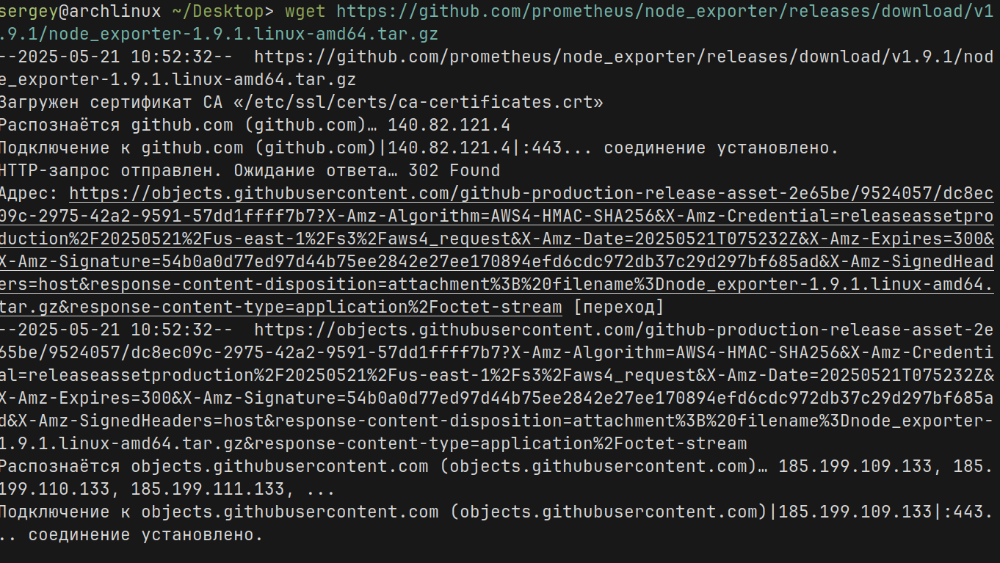 sergey@archlinux ~/Desktop> wget https://github.com/prometheus/node_exporter/releases/download/v1
.9.1/node_exporter-1.9.1.linux-amd64.tar.gz
--2025-05-21 10:52:32--  https://github.com/prometheus/node_exporter/releases/download/v1.9.1/nod
e_exporter-1.9.1.linux-amd64.tar.gz
Загружен сертификат CA «/etc/ssl/certs/ca-certificates.crt»
Распознаётся github.com (github.com)… 140.82.121.4
Подключение к github.com (github.com)|140.82.121.4|:443... соединение установлено.
HTTP-запрос отправлен. Ожидание ответа… 302 Found
Адрес: https://objects.githubusercontent.com/github-production-release-asset-2e65be/9524057/dc8ec
09c-2975-42a2-9591-57dd1ffff7b7?X-Amz-Algorithm=AWS4-HMAC-SHA256&X-Amz-Credential=releaseassetpro
duction%2F20250521%2Fus-east-1%2Fs3%2Faws4_request&X-Amz-Date=20250521T075232Z&X-Amz-Expires=300&
X-Amz-Signature=54b0a0d77ed97d44b75ee2842e27ee170894efd6cdc972db37c29d297bf685ad&X-Amz-SignedHead
ers=host&response-content-disposition=attachment%3B%20filename%3Dnode_exporter-1.9.1.linux-amd64.
tar.gz&response-content-type=application%2Foctet-stream [переход]
--2025-05-21 10:52:32--  https://objects.githubusercontent.com/github-production-release-asset-2e
65be/9524057/dc8ec09c-2975-42a2-9591-57dd1ffff7b7?X-Amz-Algorithm=AWS4-HMAC-SHA256&X-Amz-Credenti
al=releaseassetproduction%2F20250521%2Fus-east-1%2Fs3%2Faws4_request&X-Amz-Date=20250521T075232Z&
X-Amz-Expires=300&X-Amz-Signature=54b0a0d77ed97d44b75ee2842e27ee170894efd6cdc972db37c29d297bf685a
d&X-Amz-SignedHeaders=host&response-content-disposition=attachment%3B%20filename%3Dnode_exporter-
1.9.1.linux-amd64.tar.gz&response-content-type=application%2Foctet-stream
Распознаётся objects.githubusercontent.com (objects.githubusercontent.com)… 185.199.109.133, 185.
199.110.133, 185.199.111.133, ...
Подключение к objects.githubusercontent.com (objects.githubusercontent.com)|185.199.109.133|:443.
.. соединение установлено.